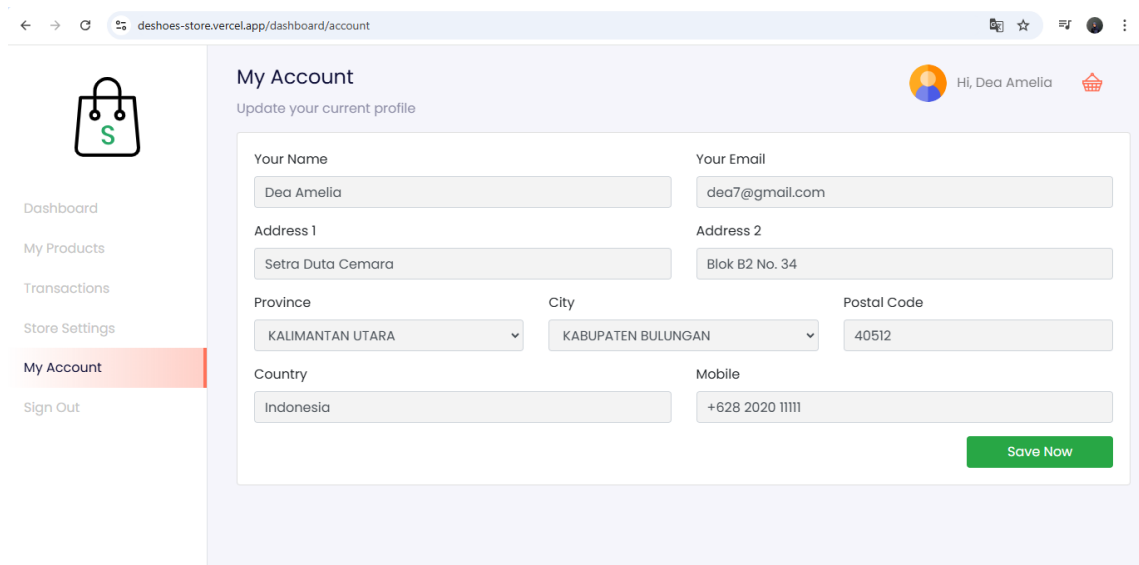 deshoes-store.vercel.app/dashboard/account
My Account
Update your current profile
Hi, Dea Amelia
S
Dashboard
My Products
Transactions
Store Settings
My Account
Sign Out
Your Name
Your Email
Dea Amelia
dea7@gmail.com
Address 1
Address 2
Setra Duta Cemara
Blok B2 No. 34
Province
City
Postal Code
KALIMANTAN UTARA
KABUPATEN BULUNGAN
40512
Country
Mobile
Indonesia
+628 2020 11111
Save Now